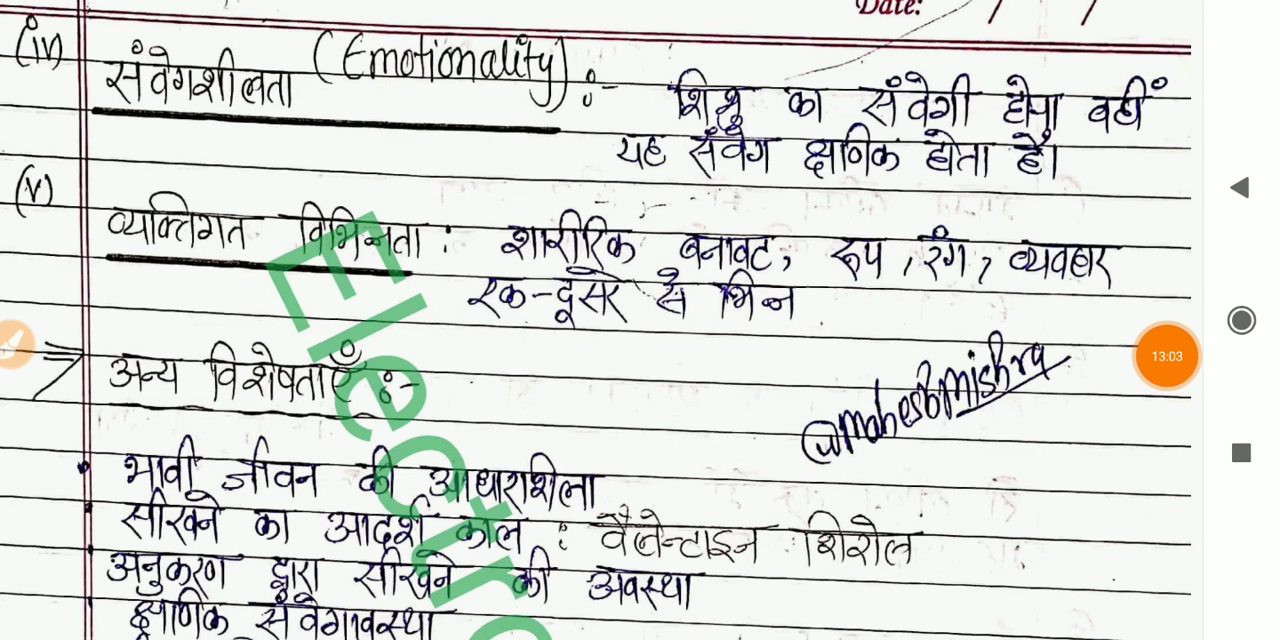 Date: / /
(iv) संवेगशीलता (Emotionality) :- शिशु का संवेगी होना वहीं
यह संवेग क्षणिक होता है।
(v) व्यक्तिगत विभिन्नता : शारीरिक बनावट, रूप, रंग, व्यवहार
एक-दूसरे से भिन्न
⇒ अन्य विशेषताएँ :-
@maheshmishra
• भावी जीवन की आधारशिला
• सीखने का आदर्श काल : वैलेन्टाइन शिरोल
• अनुकरण द्वारा सीखने की अवस्था
• क्षणिक संवेगावस्था
Electro
13:03